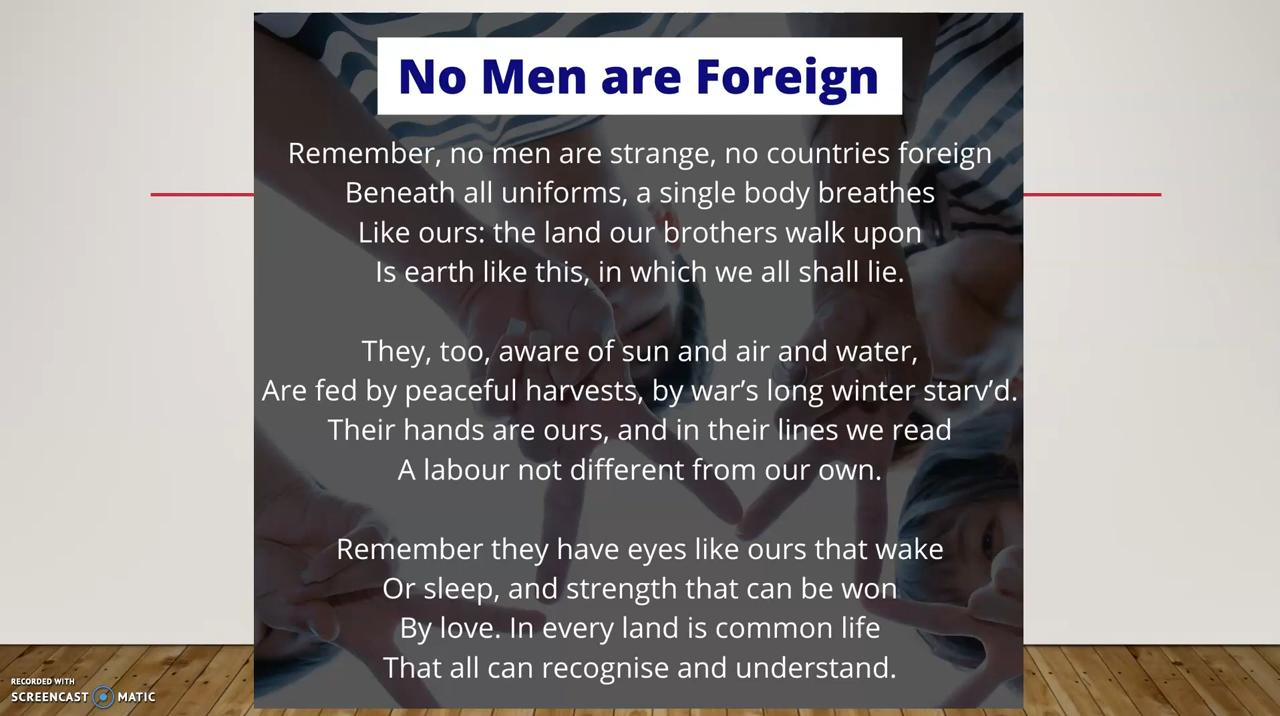 No Men are Foreign
Remember, no men are strange, no countries foreign
Beneath all uniforms, a single body breathes
Like ours: the land our brothers walk upon
Is earth like this, in which we all shall lie.
They, too, aware of sun and air and water,
Are fed by peaceful harvests, by war’s long winter starv’d.
Their hands are ours, and in their lines we read
A labour not different from our own.
Remember they have eyes like ours that wake
Or sleep, and strength that can be won
By love. In every land is common life
That all can recognise and understand.
RECORDED WITH
SCREENCAST MATIC